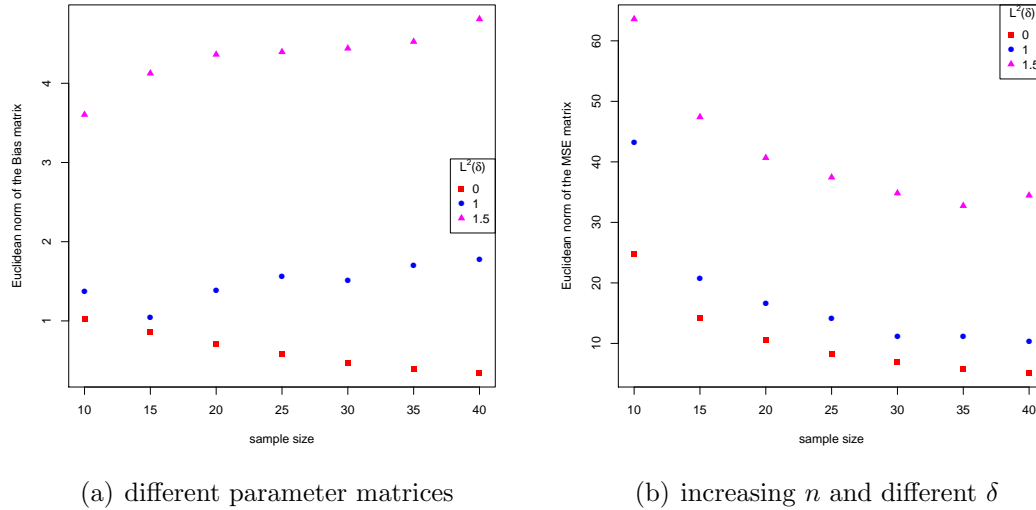 Euclidean norm of the Bias matrix
4
3
2
1
10 15 20 25 30 35 40
sample size
L²(δ)
0
1
1.5
(a) different parameter matrices
Euclidean norm of the MSE matrix
60
50
40
30
20
10
10 15 20 25 30 35 40
sample size
L²(δ)
0
1
1.5
(b) increasing n and different δ